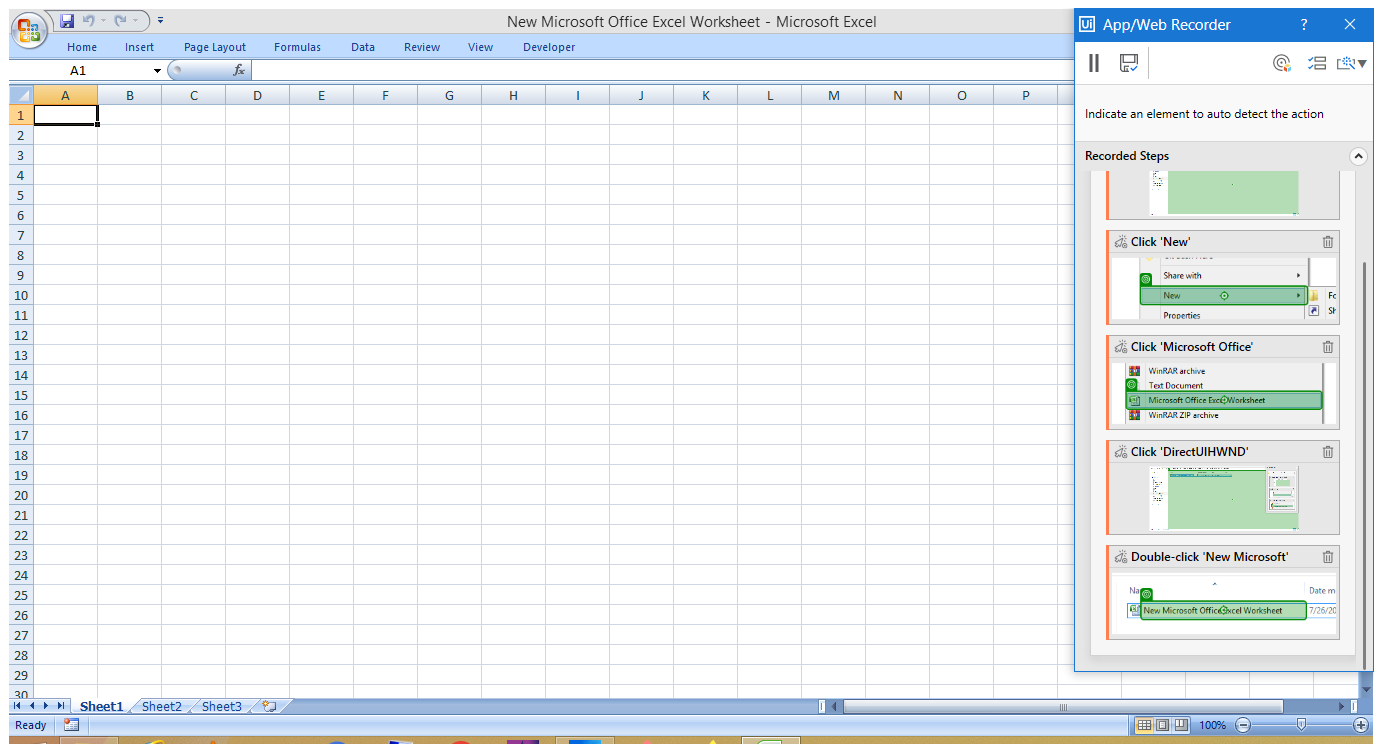 New Microsoft Office Excel Worksheet - Microsoft Excel
Home Insert Page Layout Formulas Data Review View Developer
A1 fx
A B C D E F G H I J K L M N O P
1
2
3
4
5
6
7
8
9
10
11
12
13
14
15
16
17
18
19
20
21
22
23
24
25
26
27
28
29
30
Sheet1 Sheet2 Sheet3
Ready 100%
Ui App/Web Recorder ?
Indicate an element to auto detect the action
Recorded Steps
Click 'New'
Share with
New Fc
Properties Sh
Click 'Microsoft Office'
WinRAR archive
Text Document
Microsoft Office Excel Worksheet
WinRAR ZIP archive
Click 'DirectUIHWND'
Double-click 'New Microsoft'
Na Date m
New Microsoft Office Excel Worksheet 7/26/20